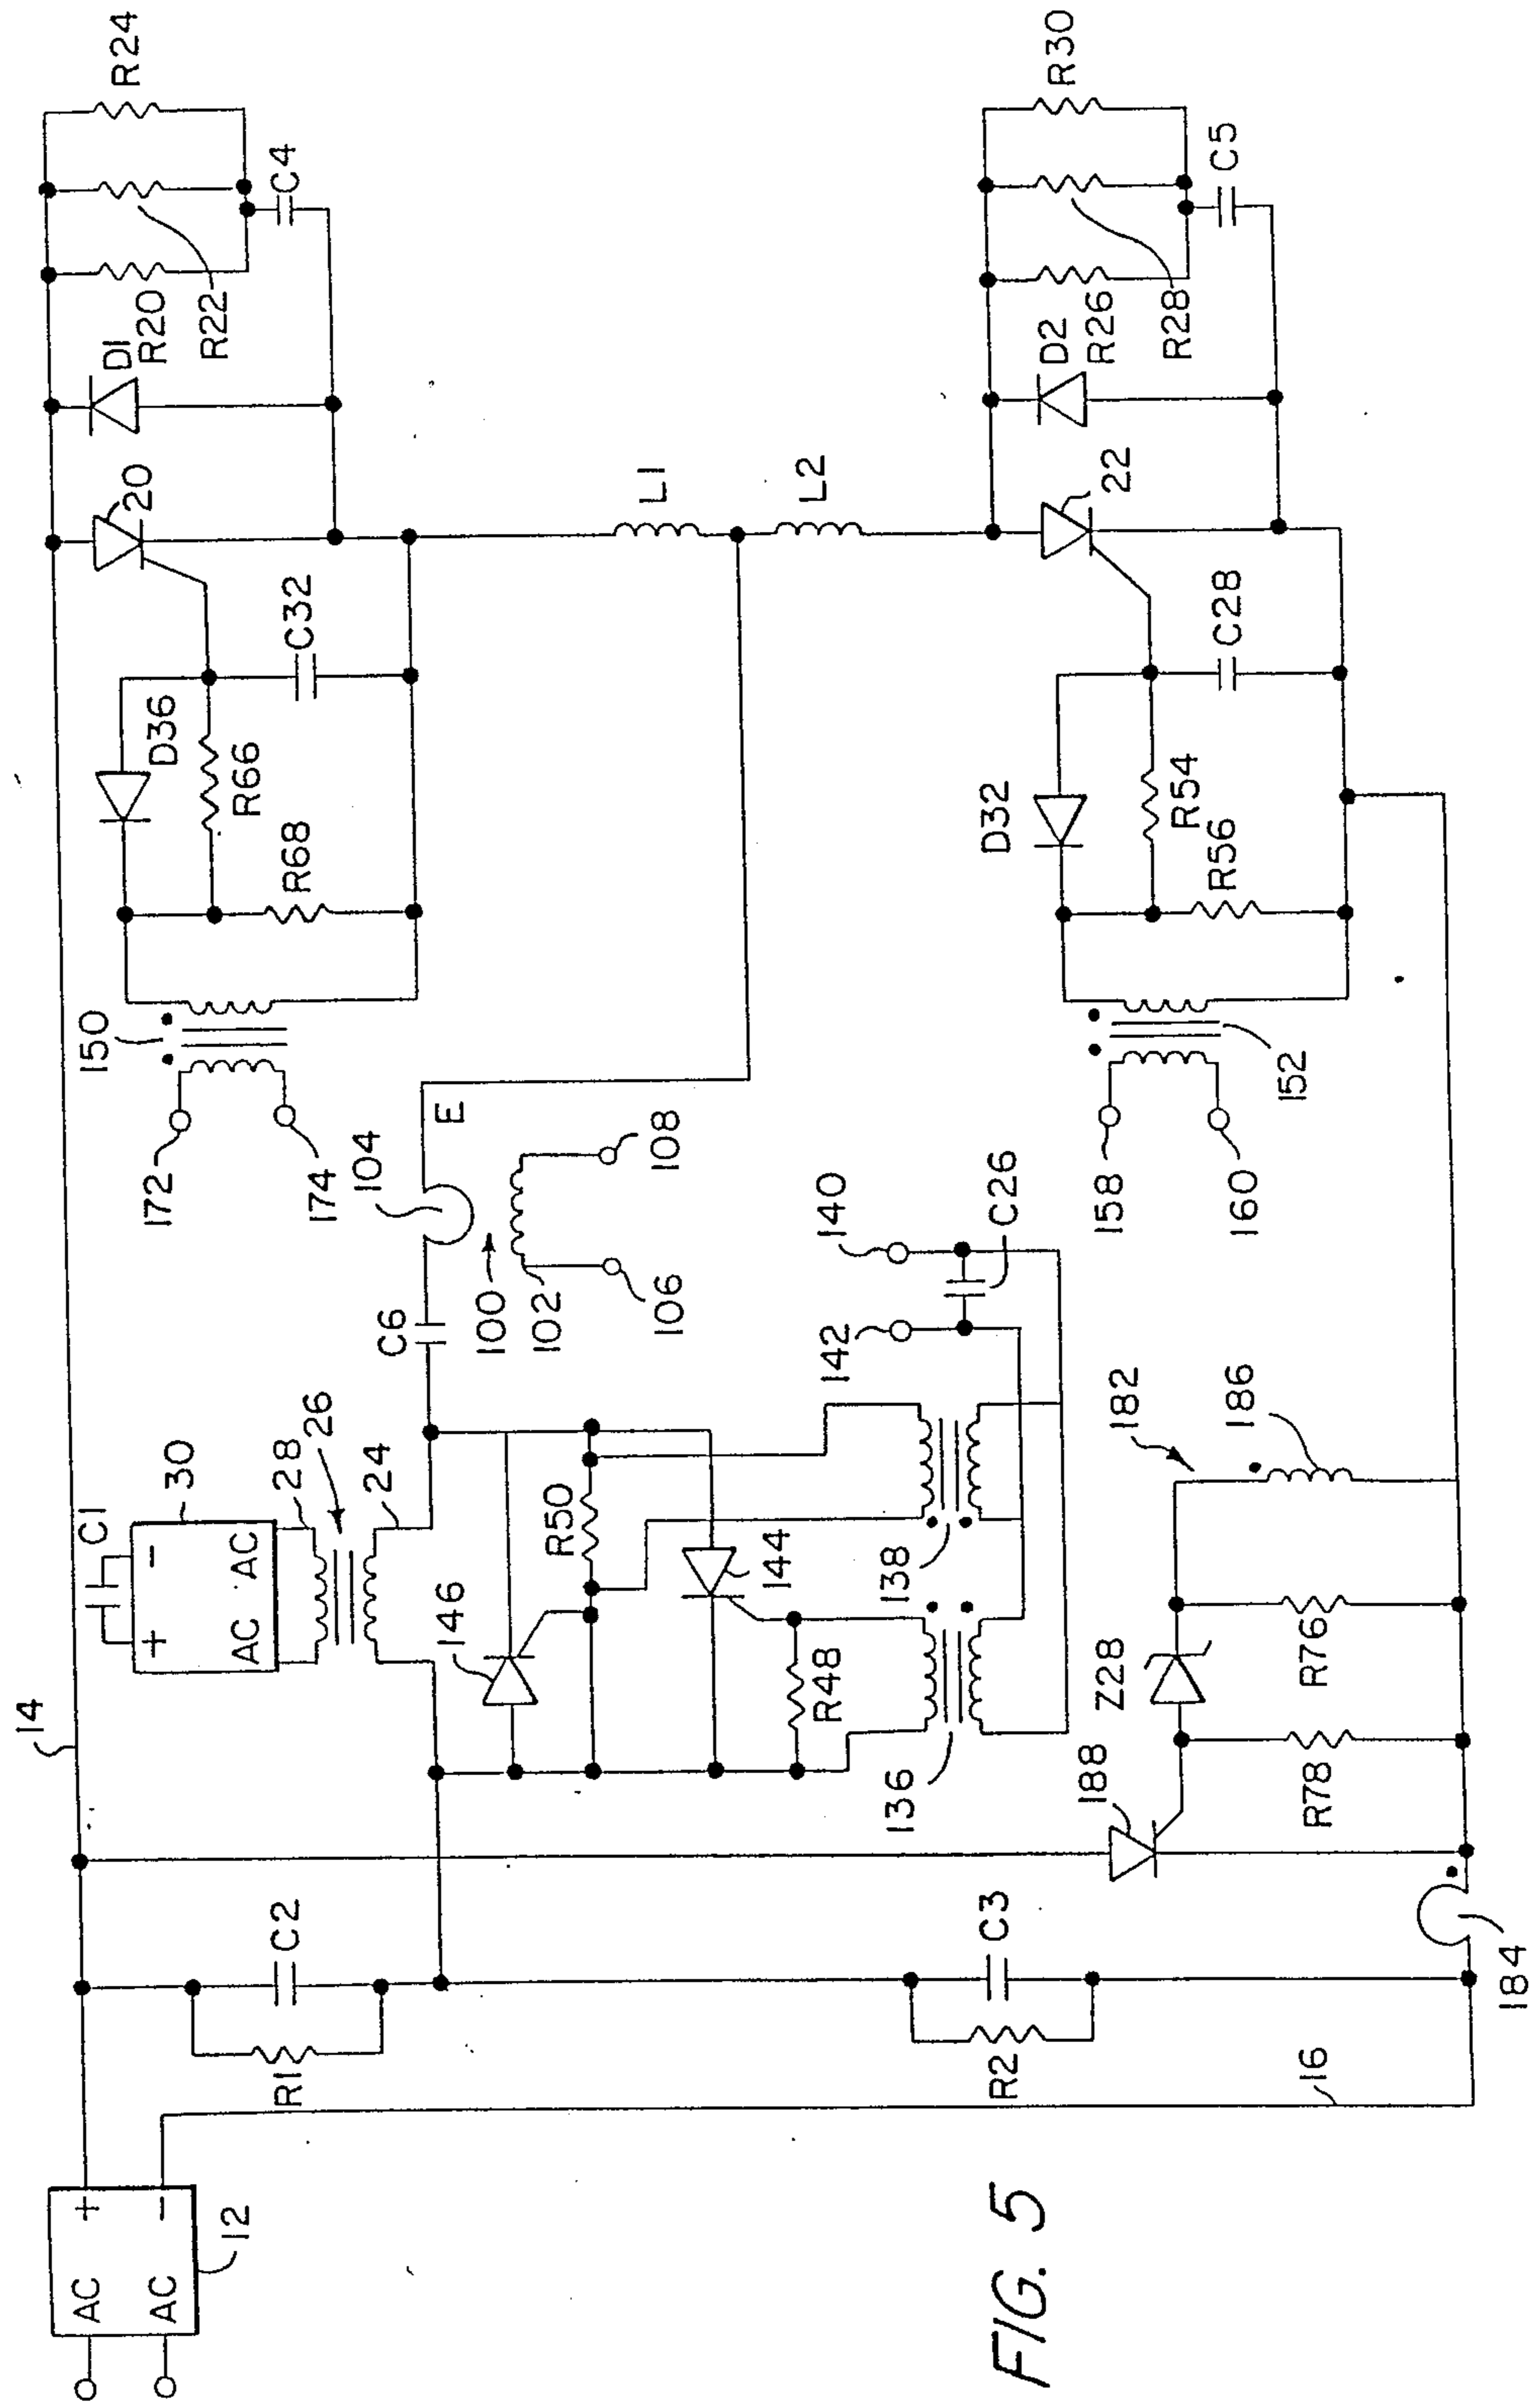 AC
AC
+
−
12
14
16
R1
C2
R2
C3
184
C1
+
−
AC
AC
30
28
26
24
146
R50
144
R48
136
138
142
140
C26
188
Z28
R78
R76
182
186
C6
100
102
104
106
108
E
172
174
150
D36
R66
R68
C32
20
D1
R20
R22
R24
C4
L1
L2
158
160
152
D32
R54
R56
C28
22
D2
R26
R28
R30
C5
FIG. 5